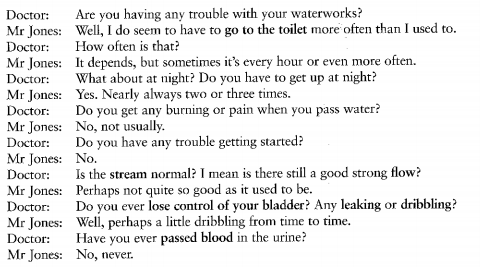 Doctor: Are you having any trouble with your waterworks?
Mr Jones: Well, I do seem to have to go to the toilet more often than I used to.
Doctor: How often is that?
Mr Jones: It depends, but sometimes it's every hour or even more often.
Doctor: What about at night? Do you have to get up at night?
Mr Jones: Yes. Nearly always two or three times.
Doctor: Do you get any burning or pain when you pass water?
Mr Jones: No, not usually.
Doctor: Do you have any trouble getting started?
Mr Jones: No.
Doctor: Is the stream normal? I mean is there still a good strong flow?
Mr Jones: Perhaps not quite so good as it used to be.
Doctor: Do you ever lose control of your bladder? Any leaking or dribbling?
Mr Jones: Well, perhaps a little dribbling from time to time.
Doctor: Have you ever passed blood in the urine?
Mr Jones: No, never.